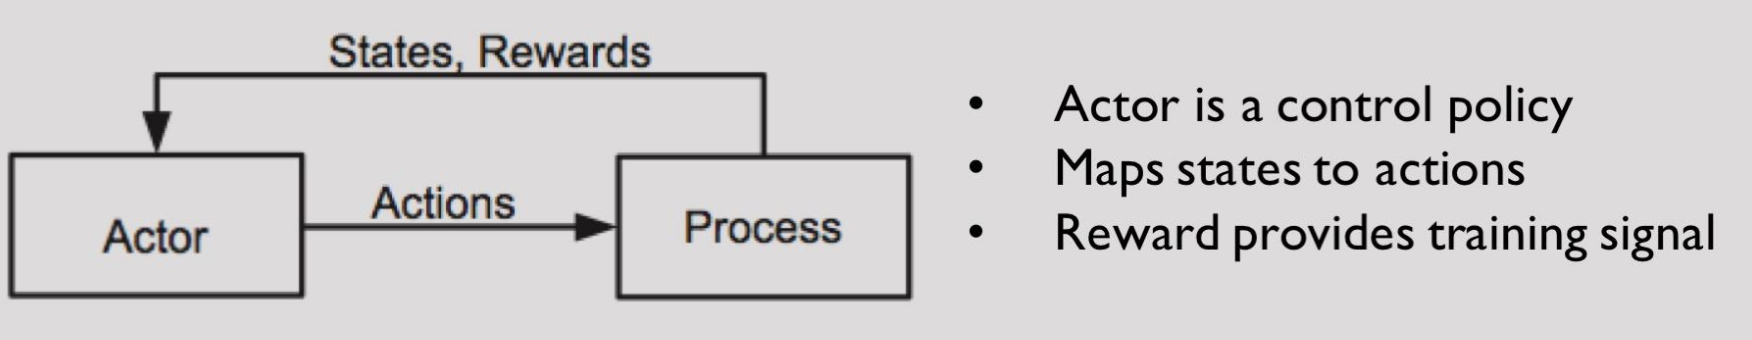 States, Rewards
Actor
Actions
Process
• Actor is a control policy
• Maps states to actions
• Reward provides training signal